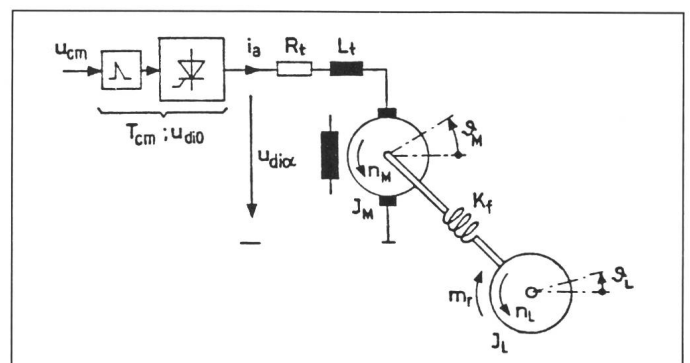 u_cm
i_a
R_t
L_t
T_cm ; u_di0
u_diα
n_M
ϑ_M
J_M
K_f
m_r
n_L
ϑ_L
J_L